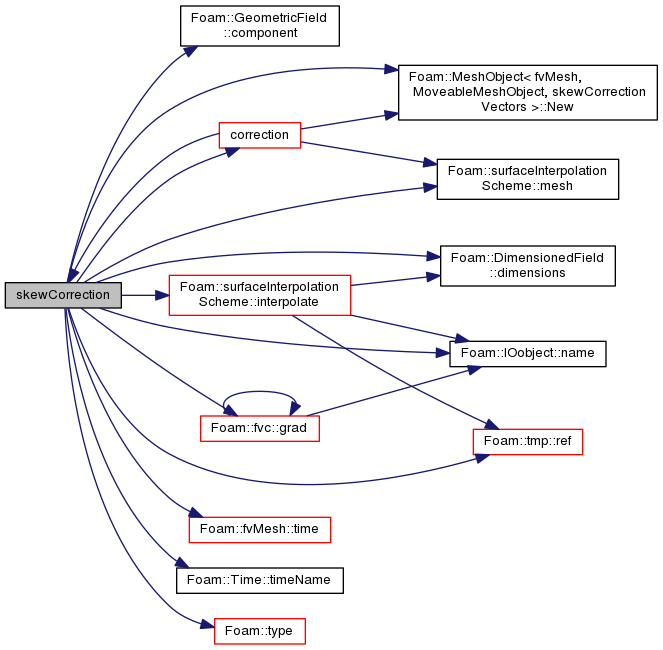 Foam::GeometricField
::component
Foam::MeshObject< fvMesh,
MoveableMeshObject, skewCorrection
Vectors >::New
correction
Foam::surfaceInterpolation
Scheme::mesh
Foam::DimensionedField
::dimensions
skewCorrection
Foam::surfaceInterpolation
Scheme::interpolate
Foam::IOobject::name
Foam::fvc::grad
Foam::tmp::ref
Foam::fvMesh::time
Foam::Time::timeName
Foam::type